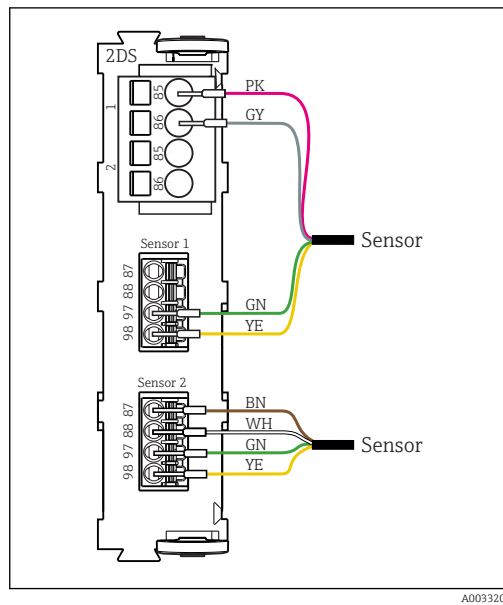 2DS
1
85
PK
86
GY
2
85
86
Sensor
Sensor 1
87
88
97
GN
98
YE
Sensor 2
87
BN
88
WH
97
GN
Sensor
98
YE
A003320